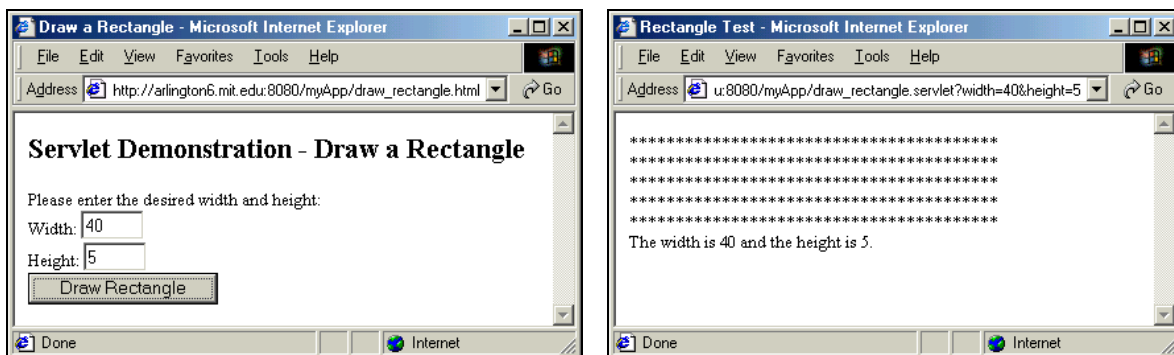 Draw a Rectangle - Microsoft Internet Explorer
File Edit View Favorites Tools Help
Address http://arlington6.mit.edu:8080/myApp/draw_rectangle.html Go
Servlet Demonstration - Draw a Rectangle
Please enter the desired width and height:
Width: 40
Height: 5
Draw Rectangle
Done Internet
Rectangle Test - Microsoft Internet Explorer
File Edit View Favorites Tools Help
Address u:8080/myApp/draw_rectangle.servlet?width=40&height=5 Go
****************************************
****************************************
****************************************
****************************************
****************************************
The width is 40 and the height is 5.
Done Internet